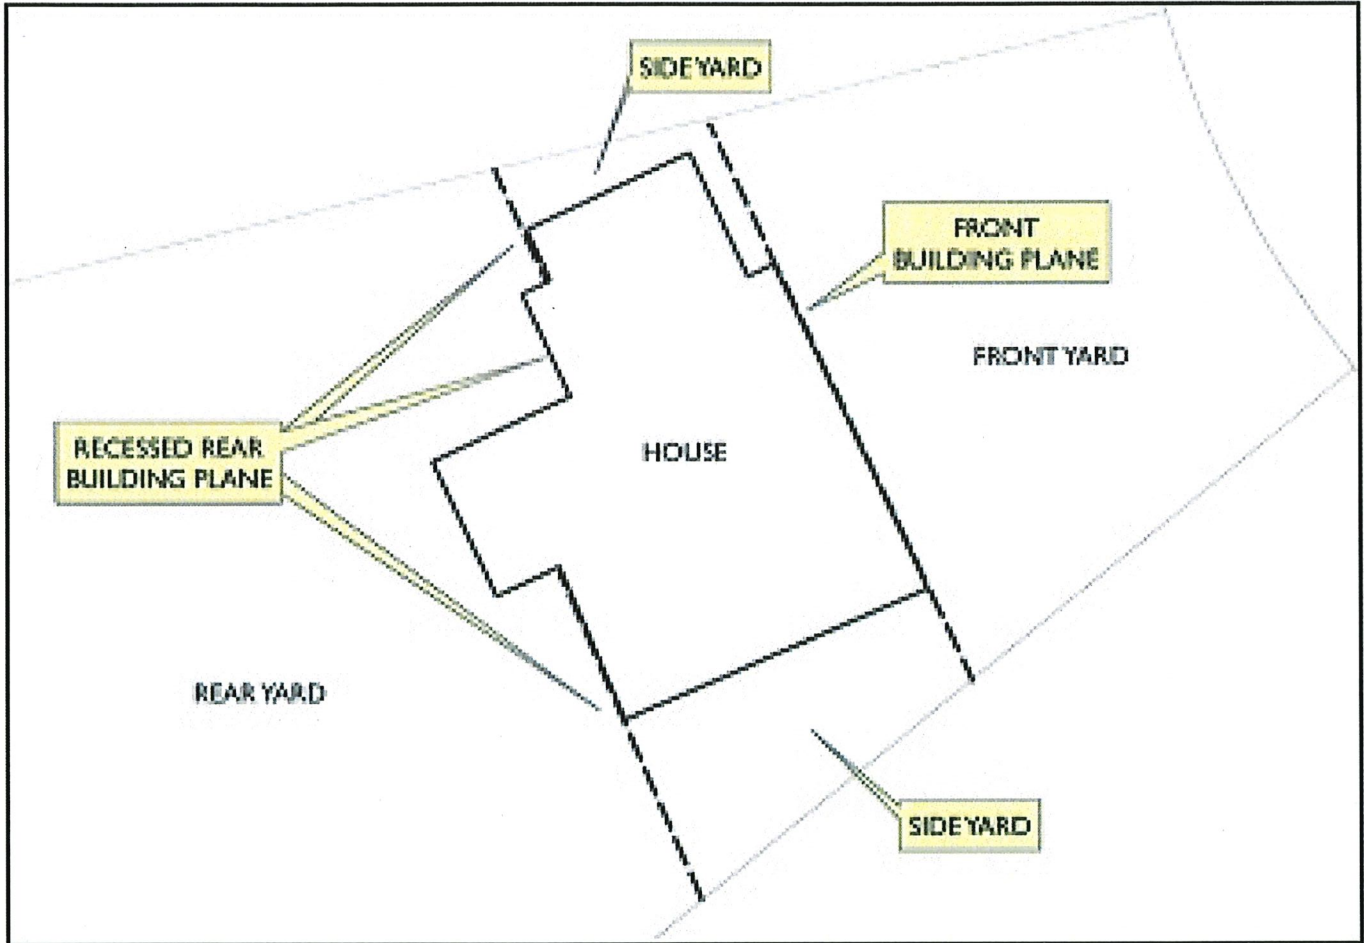 SIDE YARD
FRONT
BUILDING PLANE
FRONT YARD
RECESSED REAR
BUILDING PLANE
HOUSE
REAR YARD
SIDE YARD